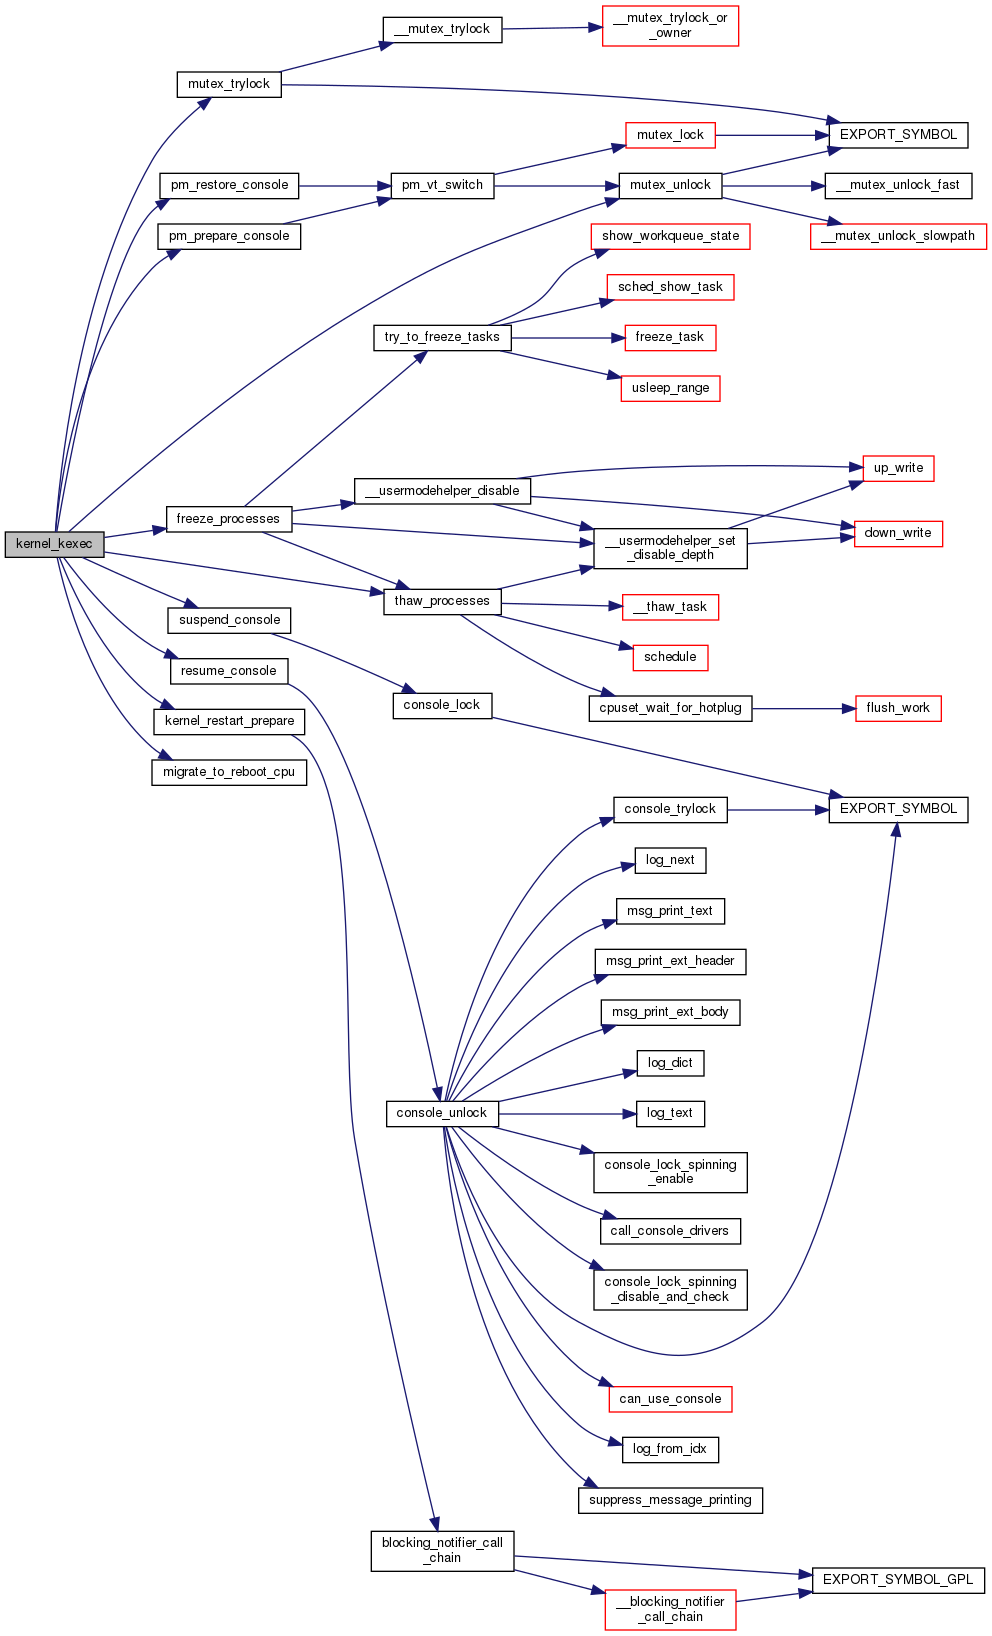 __mutex_trylock_or
_owner
__mutex_trylock
mutex_trylock
EXPORT_SYMBOL
mutex_lock
pm_restore_console
pm_vt_switch
mutex_unlock
__mutex_unlock_fast
pm_prepare_console
show_workqueue_state
__mutex_unlock_slowpath
sched_show_task
try_to_freeze_tasks
freeze_task
usleep_range
up_write
__usermodehelper_disable
freeze_processes
down_write
kernel_kexec
__usermodehelper_set
_disable_depth
thaw_processes
__thaw_task
suspend_console
schedule
resume_console
console_lock
cpuset_wait_for_hotplug
flush_work
kernel_restart_prepare
migrate_to_reboot_cpu
console_trylock
EXPORT_SYMBOL
log_next
msg_print_text
msg_print_ext_header
msg_print_ext_body
log_dict
console_unlock
log_text
console_lock_spinning
_enable
call_console_drivers
console_lock_spinning
_disable_and_check
can_use_console
log_from_idx
suppress_message_printing
blocking_notifier_call
_chain
EXPORT_SYMBOL_GPL
__blocking_notifier
_call_chain